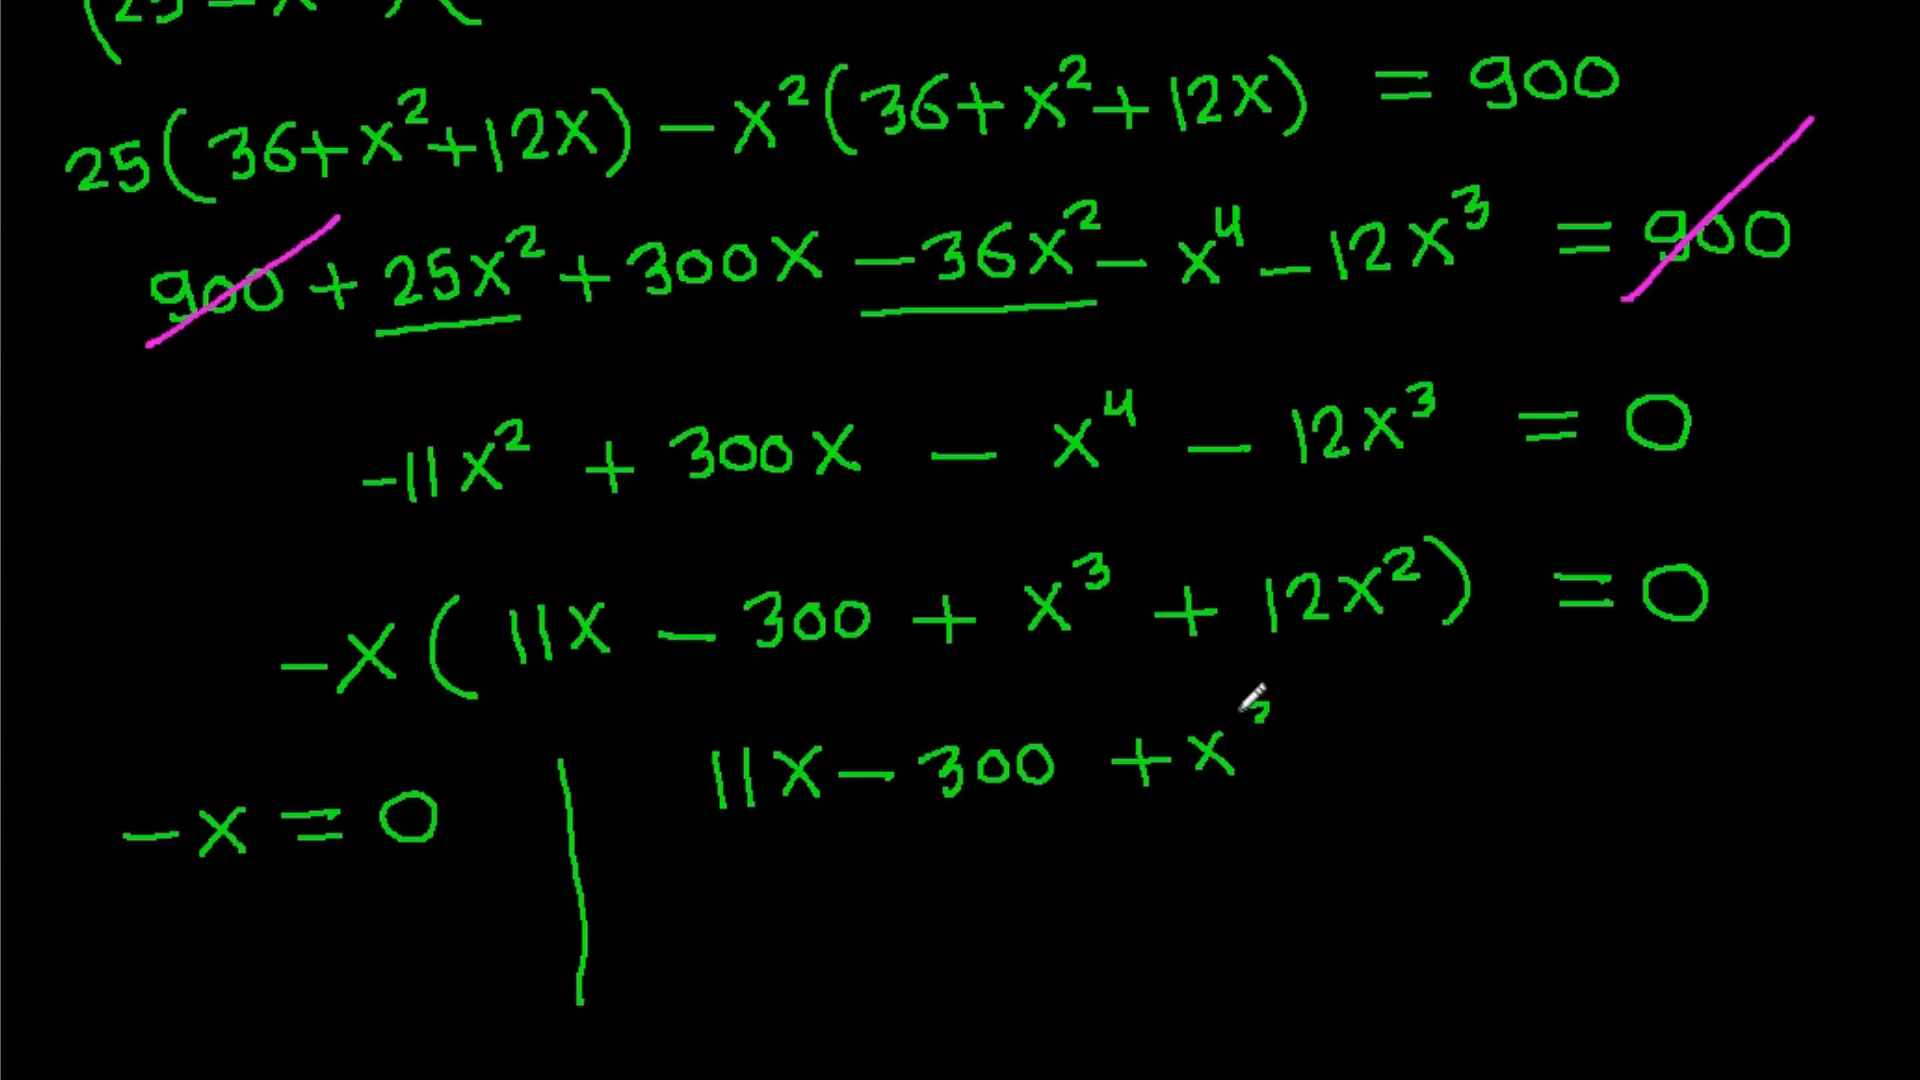 25(36+x²+12x) - x²(36+x²+12x) = 900
900 + 25x² + 300x - 36x² - x⁴ - 12x³ = 900
-11x² + 300x - x⁴ - 12x³ = 0
-x(11x - 300 + x³ + 12x²) = 0
-x = 0 | 11x - 300 + x